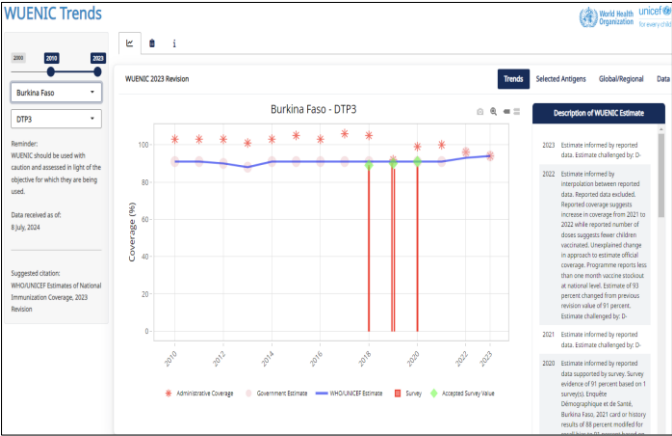 WUENIC Trends
World Health Organization
unicef
for every child
2000
2010
2023
Burkina Faso
DTP3
Reminder:
WUENIC should be used with
caution and assessed in light of the
objective for which they are being
used.
Data received as of:
8 July, 2024
Suggested citation:
WHO/UNICEF Estimates of National
Immunization Coverage, 2023
Revision
WUENIC 2023 Revision
Trends
Selected Antigens
Global/Regional
Data
Burkina Faso - DTP3
Coverage (%)
100
80
60
40
20
0
2010
2012
2014
2016
2018
2020
2022
2023
Administrative Coverage
Government Estimate
WHO/UNICEF Estimate
Survey
Accepted Survey Value
Description of WUENIC Estimate
2023 Estimate informed by reported
data. Estimate challenged by: D-
2022 Estimate informed by
interpolation between reported
data. Reported data excluded.
Reported coverage suggests
increase in coverage from 2021 to
2022 while reported number of
doses suggests fewer children
vaccinated. Unexplained change
in approach to estimate official
coverage. Programme reports less
than one month vaccine stockout
at national level. Estimate of 93
percent changed from previous
revision value of 91 percent.
Estimate challenged by: D-
2021 Estimate informed by reported
data. Estimate challenged by: D-
2020 Estimate informed by reported
data supported by survey. Survey
evidence of 91 percent based on 1
survey(s). Enquête
Démographique et de Santé,
Burkina Faso, 2021 card or history
results of 88 percent modified for